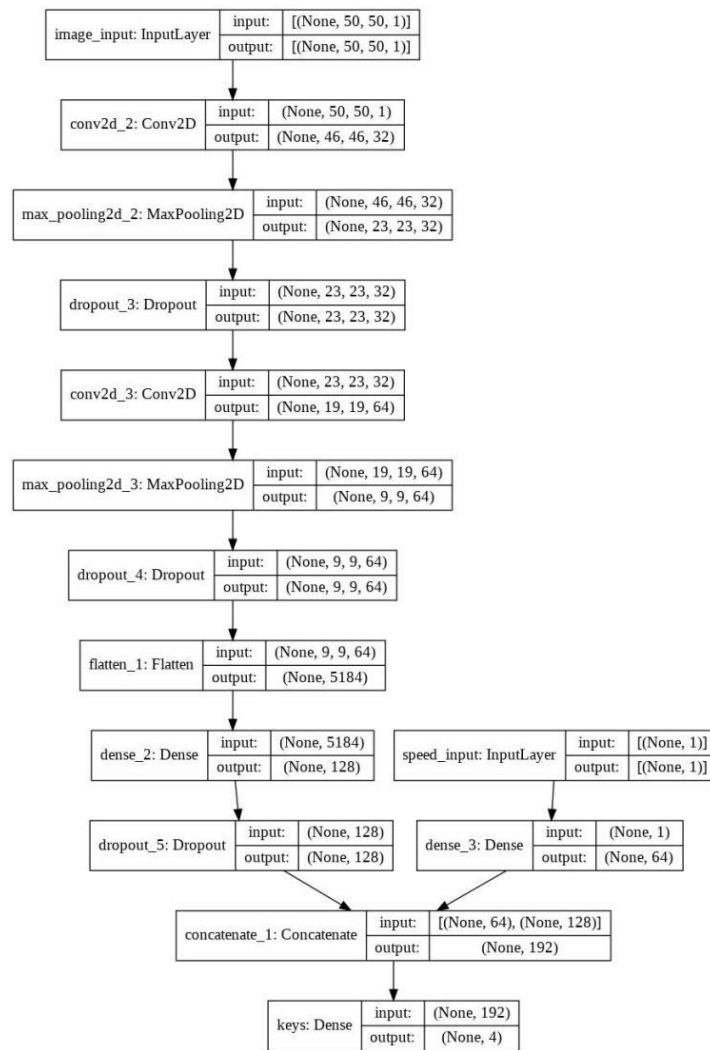 image_input: InputLayer
input: [(None, 50, 50, 1)]
output: [(None, 50, 50, 1)]
conv2d_2: Conv2D
input: (None, 50, 50, 1)
output: (None, 46, 46, 32)
max_pooling2d_2: MaxPooling2D
input: (None, 46, 46, 32)
output: (None, 23, 23, 32)
dropout_3: Dropout
input: (None, 23, 23, 32)
output: (None, 23, 23, 32)
conv2d_3: Conv2D
input: (None, 23, 23, 32)
output: (None, 19, 19, 64)
max_pooling2d_3: MaxPooling2D
input: (None, 19, 19, 64)
output: (None, 9, 9, 64)
dropout_4: Dropout
input: (None, 9, 9, 64)
output: (None, 9, 9, 64)
flatten_1: Flatten
input: (None, 9, 9, 64)
output: (None, 5184)
dense_2: Dense
input: (None, 5184)
output: (None, 128)
speed_input: InputLayer
input: [(None, 1)]
output: [(None, 1)]
dropout_5: Dropout
input: (None, 128)
output: (None, 128)
dense_3: Dense
input: (None, 1)
output: (None, 64)
concatenate_1: Concatenate
input: [(None, 64), (None, 128)]
output: (None, 192)
keys: Dense
input: (None, 192)
output: (None, 4)